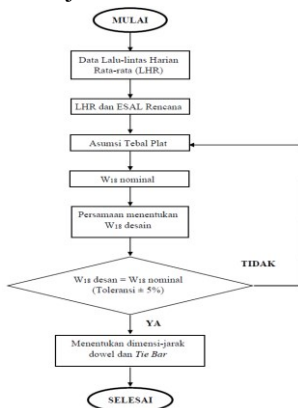 MULAI
Data Lalu-lintas Harian
Rata-rata (LHR)
LHR dan ESAL Rencana
Asumsi Tebal Plat
W₁₈ nominal
Persamaan menentukan
W₁₈ desain
W₁₈ desan = W₁₈ nominal
(Toleransi ± 5%)
TIDAK
YA
Menentukan dimensi-jarak
dowel dan Tie Bar
SELESAI